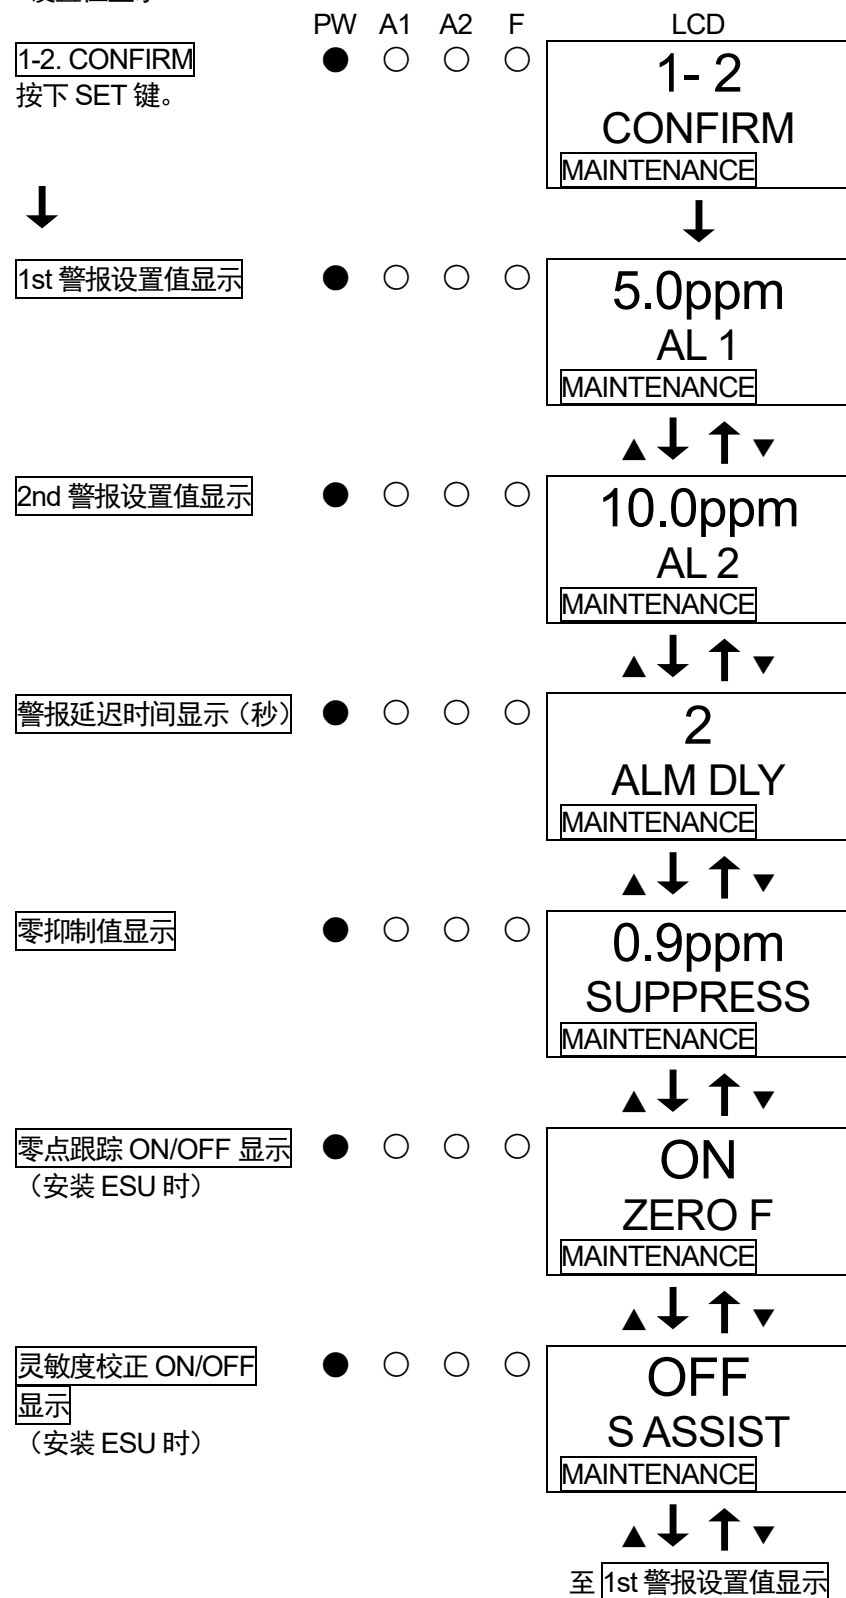 PW A1 A2 F LCD
1-2. CONFIRM ● ○ ○ ○ 1- 2
按下 SET 键。
CONFIRM
MAINTENANCE
↓ ↓
1st 警报设置值显示 ● ○ ○ ○ 5.0ppm
AL 1
MAINTENANCE
▲↓ ↑▼
2nd 警报设置值显示 ● ○ ○ ○ 10.0ppm
AL 2
MAINTENANCE
▲↓ ↑▼
警报延迟时间显示（秒） ● ○ ○ ○ 2
ALM DLY
MAINTENANCE
▲↓ ↑▼
零抑制值显示 ● ○ ○ ○ 0.9ppm
SUPPRESS
MAINTENANCE
▲↓ ↑▼
零点跟踪 ON/OFF 显示 ● ○ ○ ○ ON
（安装 ESU 时）
ZERO F
MAINTENANCE
▲↓ ↑▼
灵敏度校正 ON/OFF ● ○ ○ ○ OFF
显示
（安装 ESU 时）
S ASSIST
MAINTENANCE
▲↓ ↑▼
至 1st 警报设置值显示